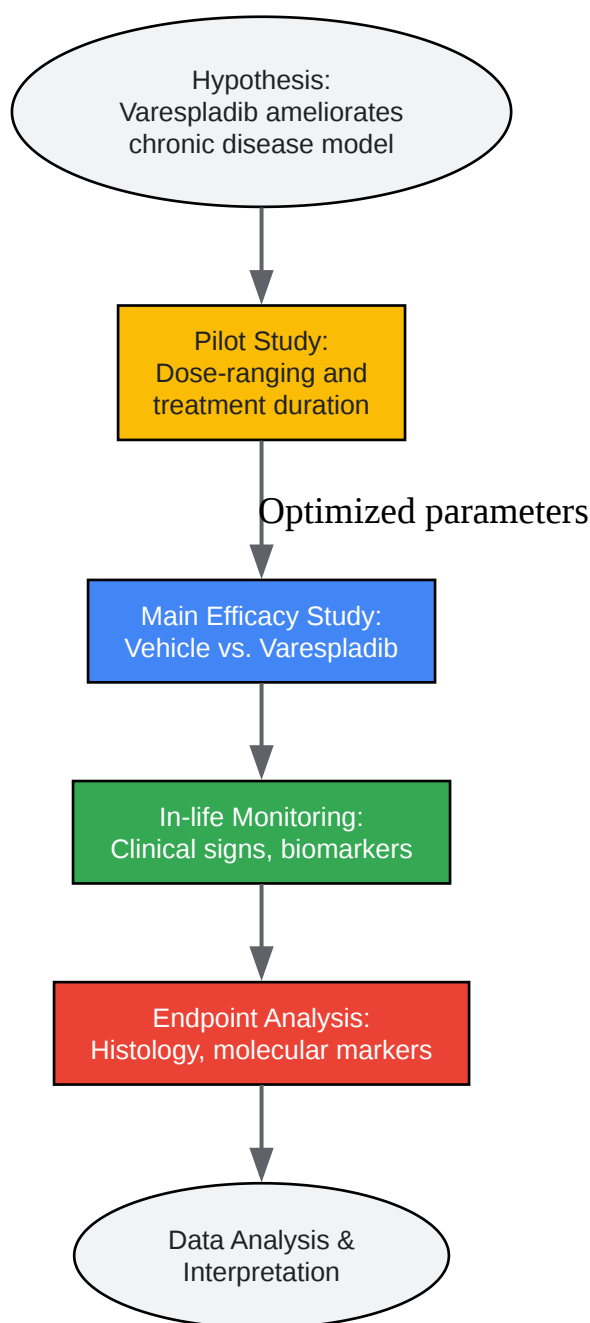 Hypothesis:
Varespladib ameliorates
chronic disease model
Pilot Study:
Dose-ranging and
treatment duration
Optimized parameters
Main Efficacy Study:
Vehicle vs. Varespladib
In-life Monitoring:
Clinical signs, biomarkers
Endpoint Analysis:
Histology, molecular markers
Data Analysis &
Interpretation